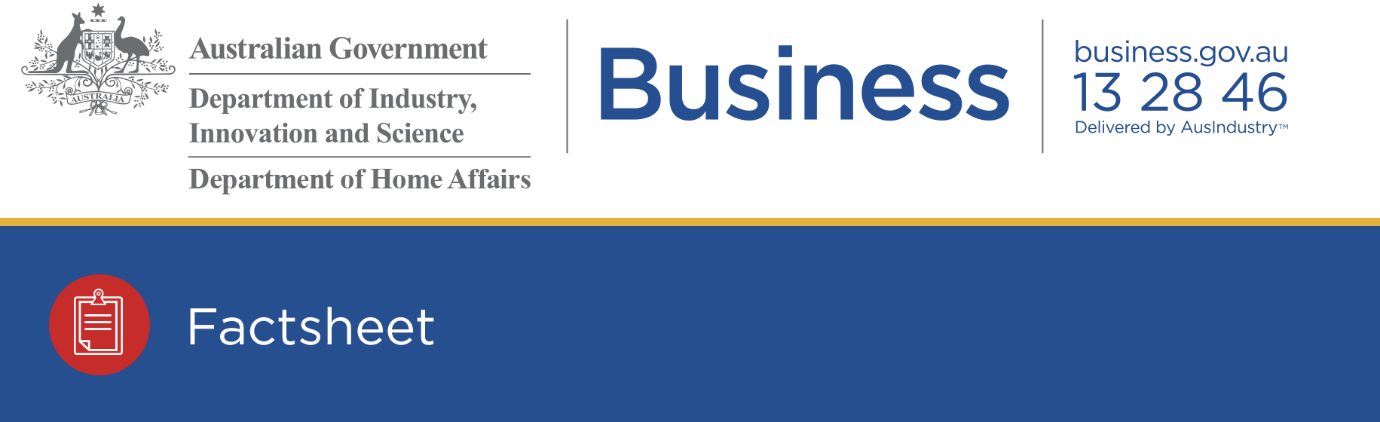 Australian Government
Department of Industry,
Innovation and Science
Department of Home Affairs
AUSTRALIA
Business
business.gov.au
13 28 46
Delivered by AusIndustry™
Factsheet